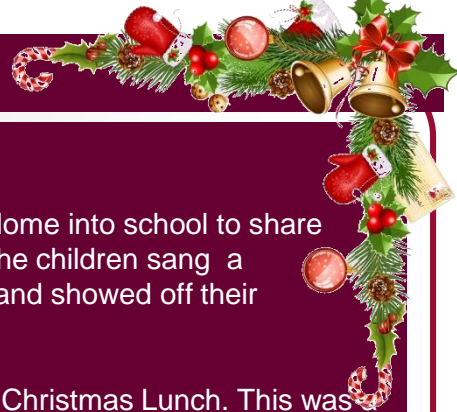 Home into school to share
he children sang a
and showed off their
Christmas Lunch. This was